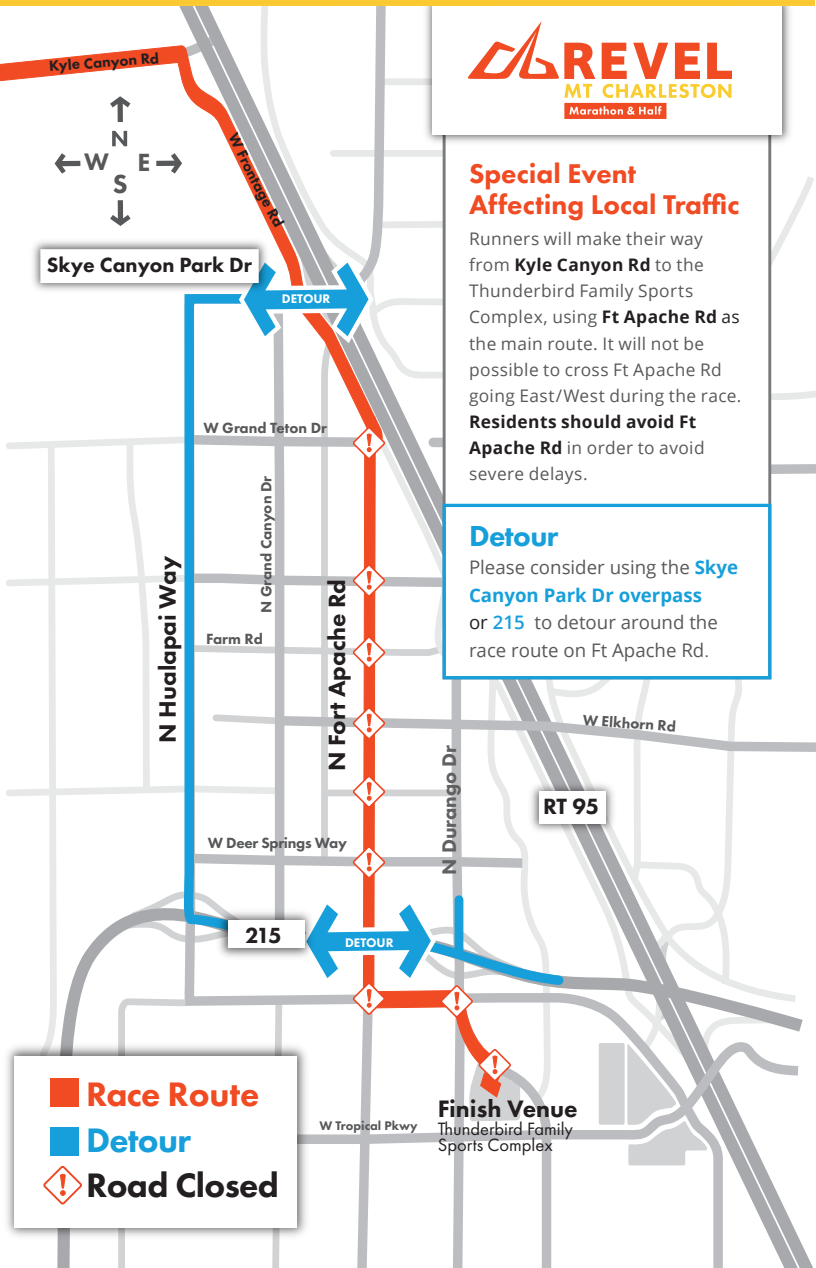 Kyle Canyon Rd
REVEL
MT CHARLESTON
Marathon & Half
N
W E
S
W Frontage Rd
Special Event
Affecting Local Traffic
Runners will make their way
from Kyle Canyon Rd to the
Thunderbird Family Sports
Complex, using Ft Apache Rd as
the main route. It will not be
possible to cross Ft Apache Rd
going East/West during the race.
Residents should avoid Ft
Apache Rd in order to avoid
severe delays.
Skye Canyon Park Dr
DETOUR
W Grand Teton Dr
!
N Grand Canyon Dr
Detour
Please consider using the Skye
Canyon Park Dr overpass
or 215 to detour around the
race route on Ft Apache Rd.
N Hualapai Way
N Fort Apache Rd
!
Farm Rd
!
!
W Elkhorn Rd
N Durango Dr
!
RT 95
W Deer Springs Way
!
215
DETOUR
!
!
!
Race Route
Detour
! Road Closed
Finish Venue
Thunderbird Family
Sports Complex
W Tropical Pkwy